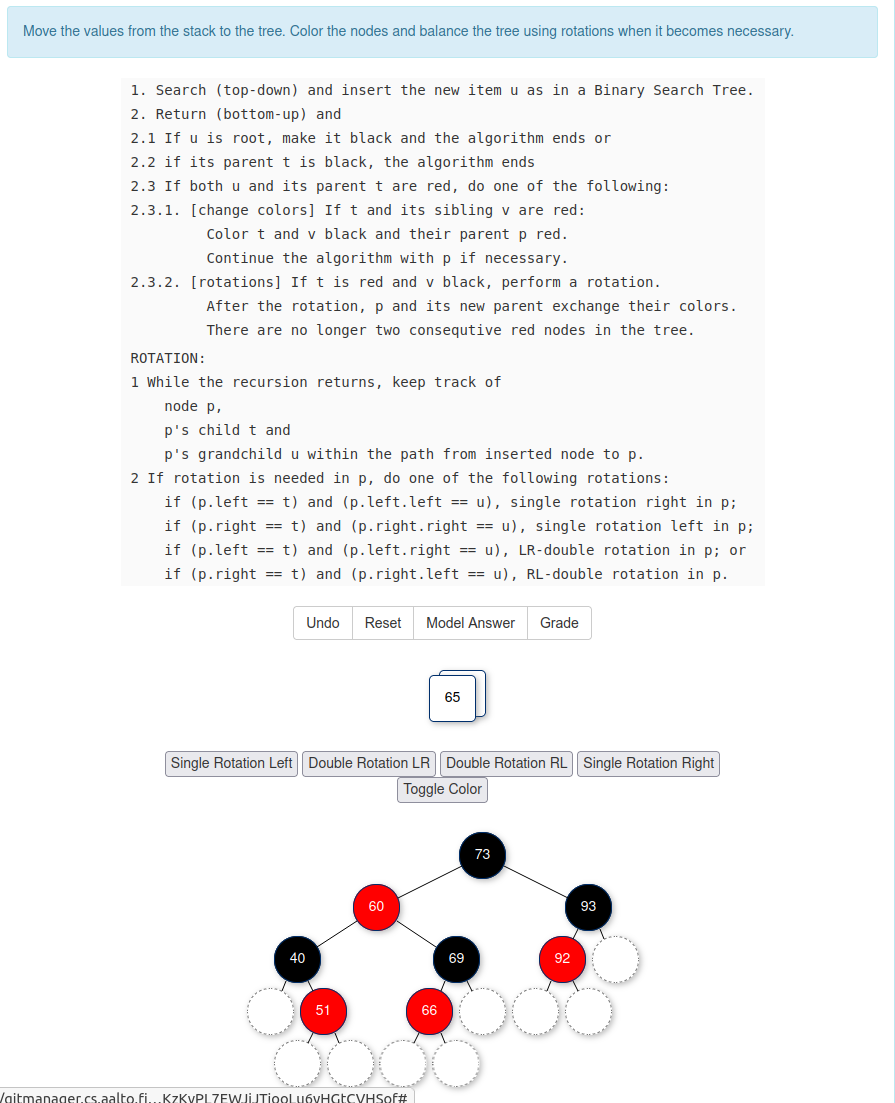 Move the values from the stack to the tree. Color the nodes and balance the tree using rotations when it becomes necessary.
1. Search (top-down) and insert the new item u as in a Binary Search Tree.
2. Return (bottom-up) and
2.1 If u is root, make it black and the algorithm ends or
2.2 if its parent t is black, the algorithm ends
2.3 If both u and its parent t are red, do one of the following:
2.3.1. [change colors] If t and its sibling v are red:
Color t and v black and their parent p red.
Continue the algorithm with p if necessary.
2.3.2. [rotations] If t is red and v black, perform a rotation.
After the rotation, p and its new parent exchange their colors.
There are no longer two consequtive red nodes in the tree.
ROTATION:
1 While the recursion returns, keep track of
node p,
p's child t and
p's grandchild u within the path from inserted node to p.
2 If rotation is needed in p, do one of the following rotations:
if (p.left == t) and (p.left.left == u), single rotation right in p;
if (p.right == t) and (p.right.right == u), single rotation left in p;
if (p.left == t) and (p.left.right == u), LR-double rotation in p; or
if (p.right == t) and (p.right.left == u), RL-double rotation in p.
Undo Reset Model Answer Grade
65
Single Rotation Left Double Rotation LR Double Rotation RL Single Rotation Right
Toggle Color
73
60 93
40 69 92
51 66